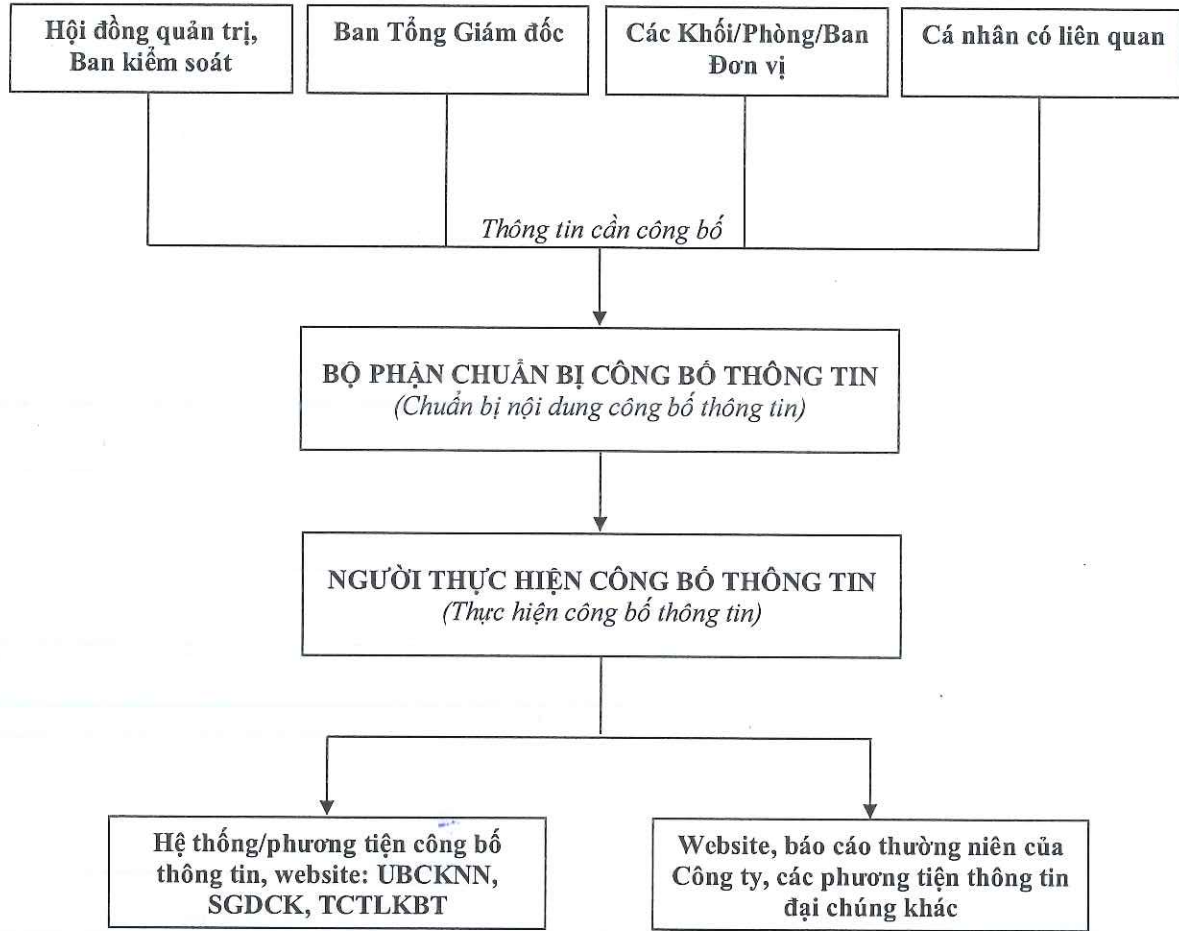 Hội đồng quản trị,
Ban kiểm soát
Ban Tổng Giám đốc
Các Khối/Phòng/Ban
Đơn vị
Cá nhân có liên quan
Thông tin cần công bố
BỘ PHẬN CHUẨN BỊ CÔNG BỐ THÔNG TIN
(Chuẩn bị nội dung công bố thông tin)
NGƯỜI THỰC HIỆN CÔNG BỐ THÔNG TIN
(Thực hiện công bố thông tin)
Hệ thống/phương tiện công bố
thông tin, website: UBCKNN,
SGDCK, TCTLKBT
Website, báo cáo thường niên của
Công ty, các phương tiện thông tin
đại chúng khác